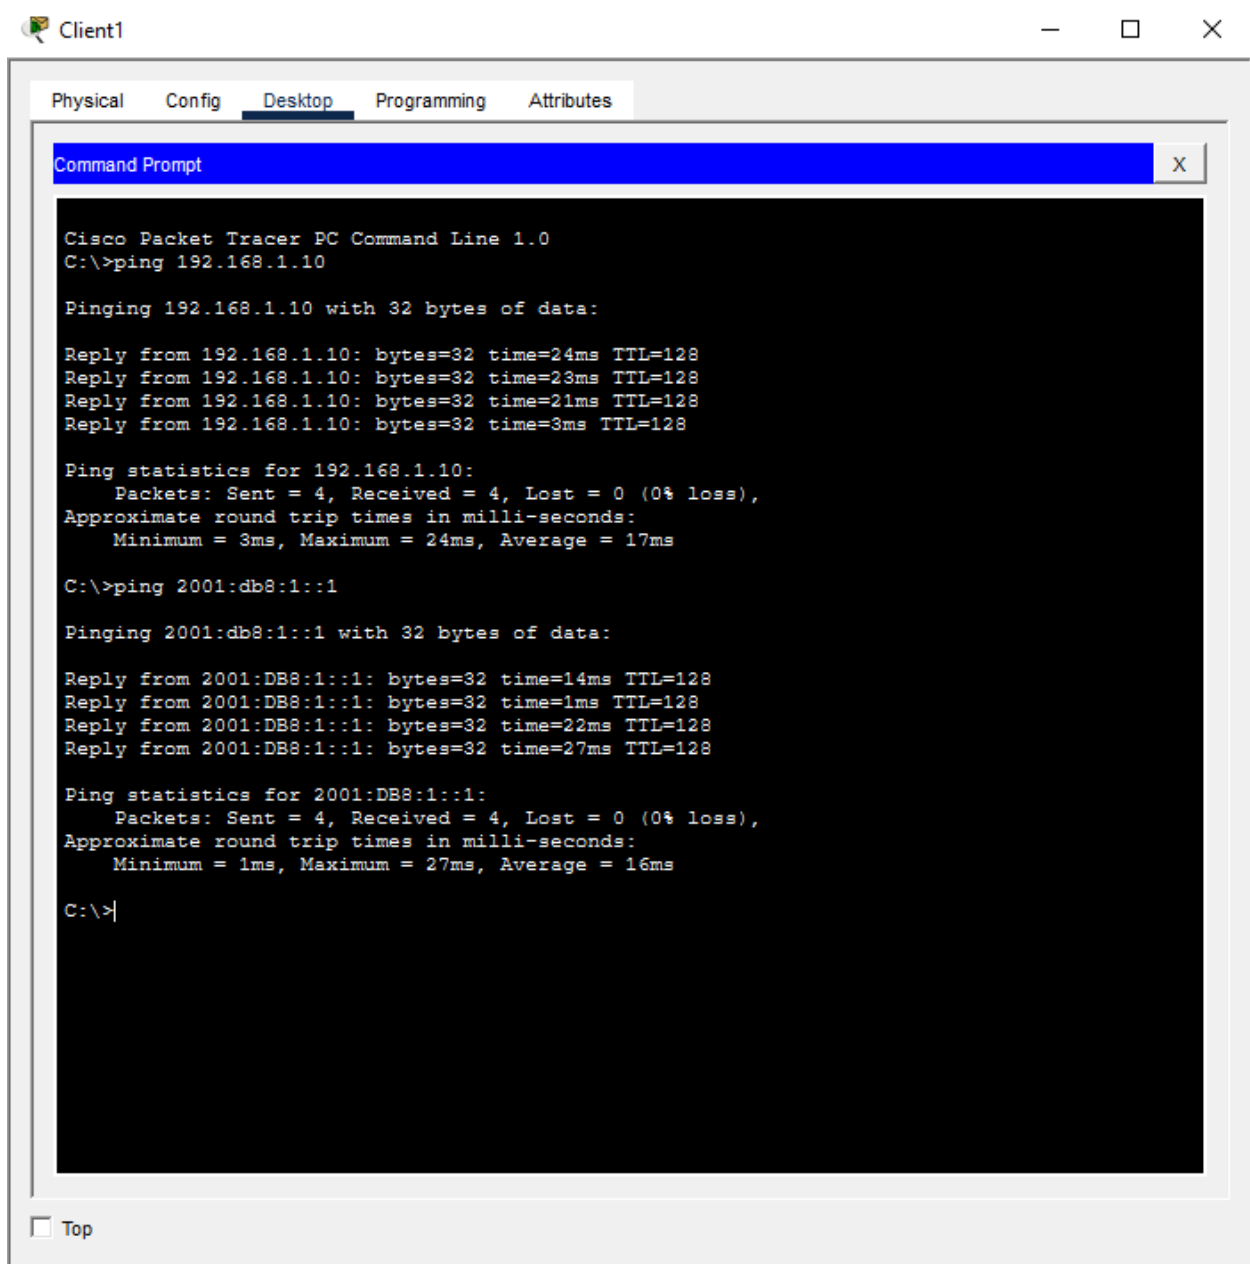 Client1
Physical Config Desktop Programming Attributes
Command Prompt X
Cisco Packet Tracer PC Command Line 1.0
C:\>ping 192.168.1.10
Pinging 192.168.1.10 with 32 bytes of data:
Reply from 192.168.1.10: bytes=32 time=24ms TTL=128
Reply from 192.168.1.10: bytes=32 time=23ms TTL=128
Reply from 192.168.1.10: bytes=32 time=21ms TTL=128
Reply from 192.168.1.10: bytes=32 time=3ms TTL=128
Ping statistics for 192.168.1.10:
    Packets: Sent = 4, Received = 4, Lost = 0 (0% loss),
Approximate round trip times in milli-seconds:
    Minimum = 3ms, Maximum = 24ms, Average = 17ms
C:\>ping 2001:db8:1::1
Pinging 2001:db8:1::1 with 32 bytes of data:
Reply from 2001:DB8:1::1: bytes=32 time=14ms TTL=128
Reply from 2001:DB8:1::1: bytes=32 time=1ms TTL=128
Reply from 2001:DB8:1::1: bytes=32 time=22ms TTL=128
Reply from 2001:DB8:1::1: bytes=32 time=27ms TTL=128
Ping statistics for 2001:DB8:1::1:
    Packets: Sent = 4, Received = 4, Lost = 0 (0% loss),
Approximate round trip times in milli-seconds:
    Minimum = 1ms, Maximum = 27ms, Average = 16ms
C:\>
Top